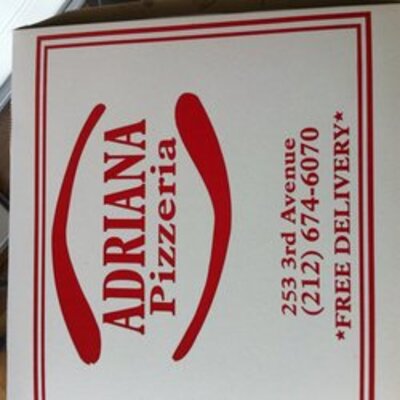 ADRIANA
Pizzeria
253 3rd Avenue
(212) 674-6070
*FREE DELIVERY*